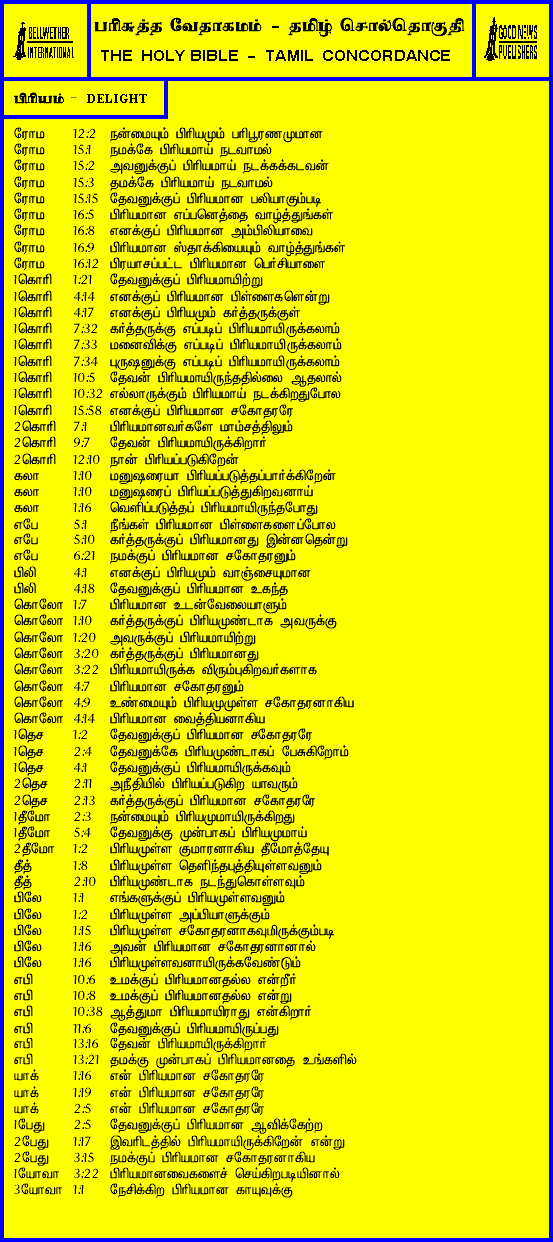 BELLWETHER
INTERNATIONAL
பரிசுத்த வேதாகமம் - தமிழ் சொல்தொகுதி
THE HOLY BIBLE - TAMIL CONCORDANCE
GOOD NEWS
PUBLISHERS
பிரியம் - DELIGHT
ரோம 12:2 நன்மையும் பிரியமும் பரிபூரணமுமான
ரோம 15:1 நமக்கே பிரியமாய் நடவாமல்
ரோம 15:2 அவனுக்குப் பிரியமாய் நடக்கக்கடவன்
ரோம 15:3 தமக்கே பிரியமாய் நடவாமல்
ரோம 15:15 தேவனுக்குப் பிரியமான பலியாகும்படி
ரோம 16:5 பிரியமான எப்பனெத்தை வாழ்த்துங்கள்
ரோம 16:8 எனக்குப் பிரியமான அம்பிலியாவை
ரோம 16:9 பிரியமான ஸ்தாக்கியையும் வாழ்த்துங்கள்
ரோம 16:12 பிரயாசப்பட்ட பிரியமான பெர்சியாளை
1கொரி 1:21 தேவனுக்குப் பிரியமாயிற்று
1கொரி 4:14 எனக்குப் பிரியமான பிள்ளைகளென்று
1கொரி 4:17 எனக்குப் பிரியமும் கர்த்தருக்குள்
1கொரி 7:32 கர்த்தருக்கு எப்படிப் பிரியமாயிருக்கலாம்
1கொரி 7:33 மனைவிக்கு எப்படிப் பிரியமாயிருக்கலாம்
1கொரி 7:34 புருஷனுக்கு எப்படிப் பிரியமாயிருக்கலாம்
1கொரி 10:5 தேவன் பிரியமாயிருந்ததில்லை ஆதலால்
1கொரி 10:32 எல்லாருக்கும் பிரியமாய் நடக்கிறதுபோல
1கொரி 15:58 எனக்குப் பிரியமான சகோதரரே
2கொரி 7:1 பிரியமானவர்களே மாம்சத்திலும்
2கொரி 9:7 தேவன் பிரியமாயிருக்கிறார்
2கொரி 12:10 நான் பிரியப்படுகிறேன்
கலா 1:10 மனுஷரையா பிரியப்படுத்தப்பார்க்கிறேன்
கலா 1:10 மனுஷரைப் பிரியப்படுத்துகிறவனாய்
கலா 1:16 வெளிப்படுத்தப் பிரியமாயிருந்தபோது
எபே 5:1 நீங்கள் பிரியமான பிள்ளைகளைப்போல
எபே 5:10 கர்த்தருக்குப் பிரியமானது இன்னதென்று
எபே 6:21 நமக்குப் பிரியமான சகோதரனும்
பிலி 4:1 எனக்குப் பிரியமும் வாஞ்சையுமான
பிலி 4:18 தேவனுக்குப் பிரியமான உகந்த
கொலோ 1:7 பிரியமான உடன்வேலையாளும்
கொலோ 1:10 கர்த்தருக்குப் பிரியமுண்டாக அவருக்கு
கொலோ 1:20 அவருக்குப் பிரியமாயிற்று
கொலோ 3:20 கர்த்தருக்குப் பிரியமானது
கொலோ 3:22 பிரியமாயிருக்க விரும்புகிறவர்களாக
கொலோ 4:7 பிரியமான சகோதரனும்
கொலோ 4:9 உண்மையும் பிரியமுமுள்ள சகோதரனாகிய
கொலோ 4:14 பிரியமான வைத்தியனாகிய
1தெச 1:2 தேவனுக்குப் பிரியமான சகோதரரே
1தெச 2:4 தேவனுக்கே பிரியமுண்டாகப் பேசுகிறோம்
1தெச 4:1 தேவனுக்குப் பிரியமாயிருக்கவும்
2தெச 2:11 அநீதியில் பிரியப்படுகிற யாவரும்
2தெச 2:13 கர்த்தருக்குப் பிரியமான சகோதரரே
1தீமோ 2:3 நன்மையும் பிரியமுமாயிருக்கிறது
1தீமோ 5:4 தேவனுக்கு முன்பாகப் பிரியமுமாய்
2தீமோ 1:2 பிரியமுள்ள குமாரனாகிய தீமோத்தேயு
தீத் 1:8 பிரியமுள்ள தெளிந்தபுத்தியுள்ளவனும்
தீத் 2:10 பிரியமுண்டாக நடந்துகொள்ளவும்
பிலே 1:1 எங்களுக்குப் பிரியமுள்ளவனும்
பிலே 1:2 பிரியமுள்ள அப்பியாளுக்கும்
பிலே 1:15 பிரியமுள்ள சகோதரனாகவுமிருக்கும்படி
பிலே 1:16 அவன் பிரியமான சகோதரனானால்
பிலே 1:16 பிரியமுள்ளவனாயிருக்கவேண்டும்
எபி 10:6 உமக்குப் பிரியமானதல்ல என்றீர்
எபி 10:8 உமக்குப் பிரியமானதல்ல என்று
எபி 10:38 ஆத்துமா பிரியமாயிராது என்கிறார்
எபி 11:6 தேவனுக்குப் பிரியமாயிருப்பது
எபி 13:16 தேவன் பிரியமாயிருக்கிறார்
எபி 13:21 தமக்கு முன்பாகப் பிரியமானதை உங்களில்
யாக் 1:16 என் பிரியமான சகோதரரே
யாக் 1:19 என் பிரியமான சகோதரரே
யாக் 2:5 என் பிரியமான சகோதரரே
1பேது 2:5 தேவனுக்குப் பிரியமான ஆவிக்கேற்ற
2பேது 1:17 இவரிடத்தில் பிரியமாயிருக்கிறேன் என்று
2பேது 3:15 நமக்குப் பிரியமான சகோதரனாகிய
1யோவா 3:22 பிரியமானவைகளைச் செய்கிறபடியினால்
3யோவா 1:1 நேசிக்கிற பிரியமான காயுவுக்கு